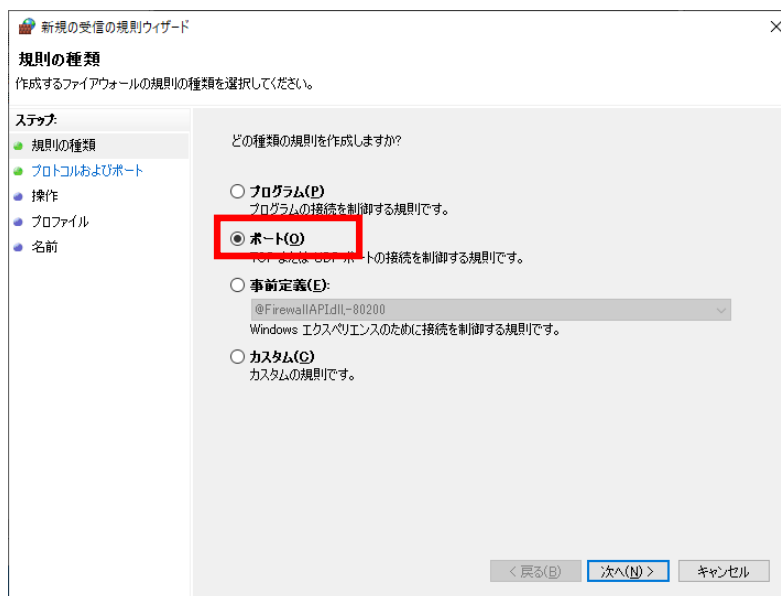 新規の受信の規則ウィザード
規則の種類
作成するファイアウォールの規則の種類を選択してください。
ステップ:
規則の種類
プロトコルおよびポート
操作
プロファイル
名前
どの種類の規則を作成しますか?
プログラム(P)
プログラムの接続を制御する規則です。
ポート(O)
TCP または UDP ポートの接続を制御する規則です。
事前定義(E):
@FirewallAPI.dll,-80200
Windows エクスペリエンスのために接続を制御する規則です。
カスタム(C)
カスタムの規則です。
< 戻る(B)
次へ(N) >
キャンセル